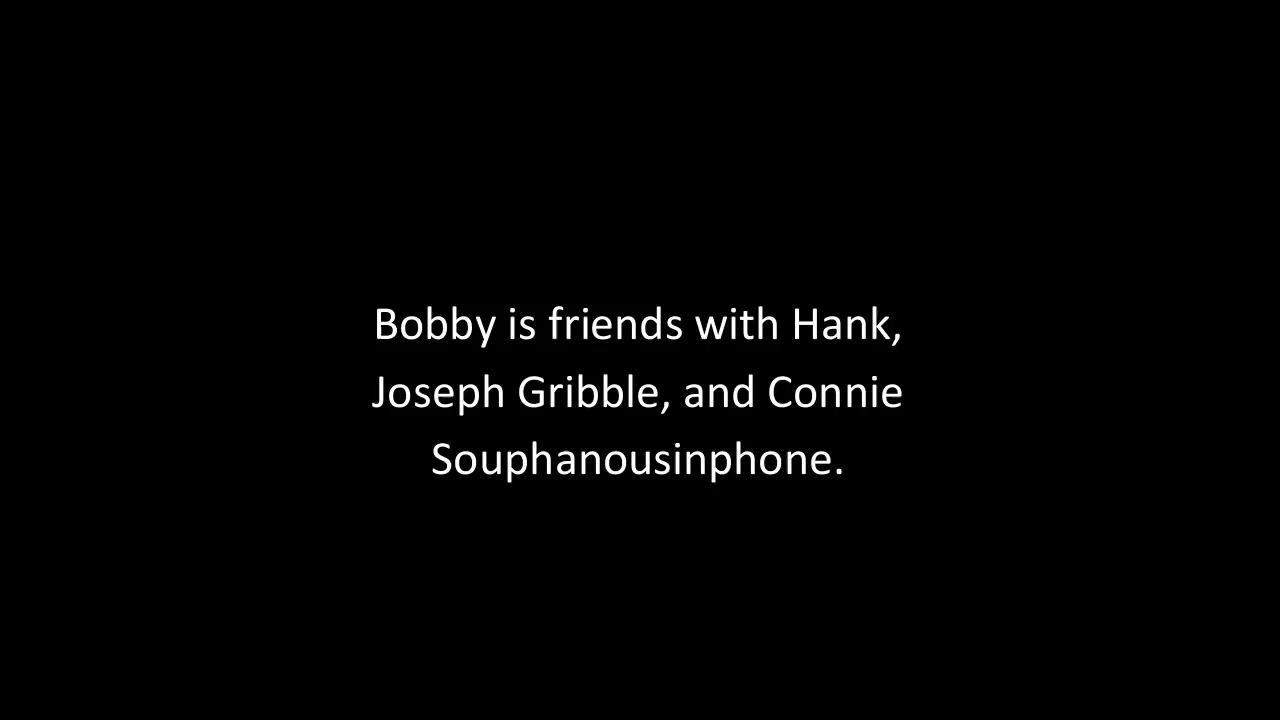 Bobby is friends with Hank,
Joseph Gribble, and Connie
Souphanousinphone.